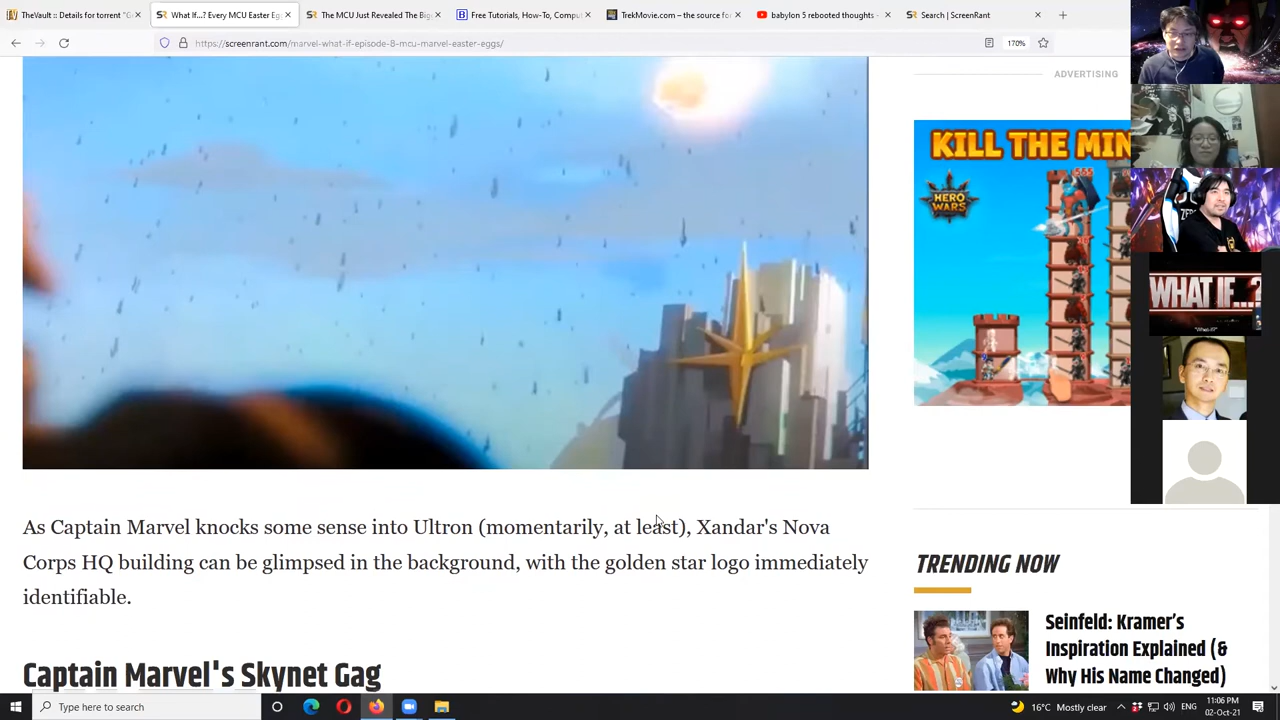 TheVault :: Details for torrent "G
What If...? Every MCU Easter Eg
The MCU Just Revealed The Big
Free Tutorials, How-To, Compu
TrekMovie.com – the source fo
babylon 5 rebooted thoughts -
Search | ScreenRant
https://screenrant.com/marvel-what-if-episode-8-mcu-marvel-easter-eggs/
170%
ADVERTISING
KILL THE MIN
HERO
WARS
565
WHAT IF...?
As Captain Marvel knocks some sense into Ultron (momentarily, at least), Xandar's Nova
Corps HQ building can be glimpsed in the background, with the golden star logo immediately
identifiable.
Captain Marvel's Skynet Gag
TRENDING NOW
Seinfeld: Kramer's
Inspiration Explained (&
Why His Name Changed)
Type here to search
16°C Mostly clear
ENG
11:06 PM
02-Oct-21